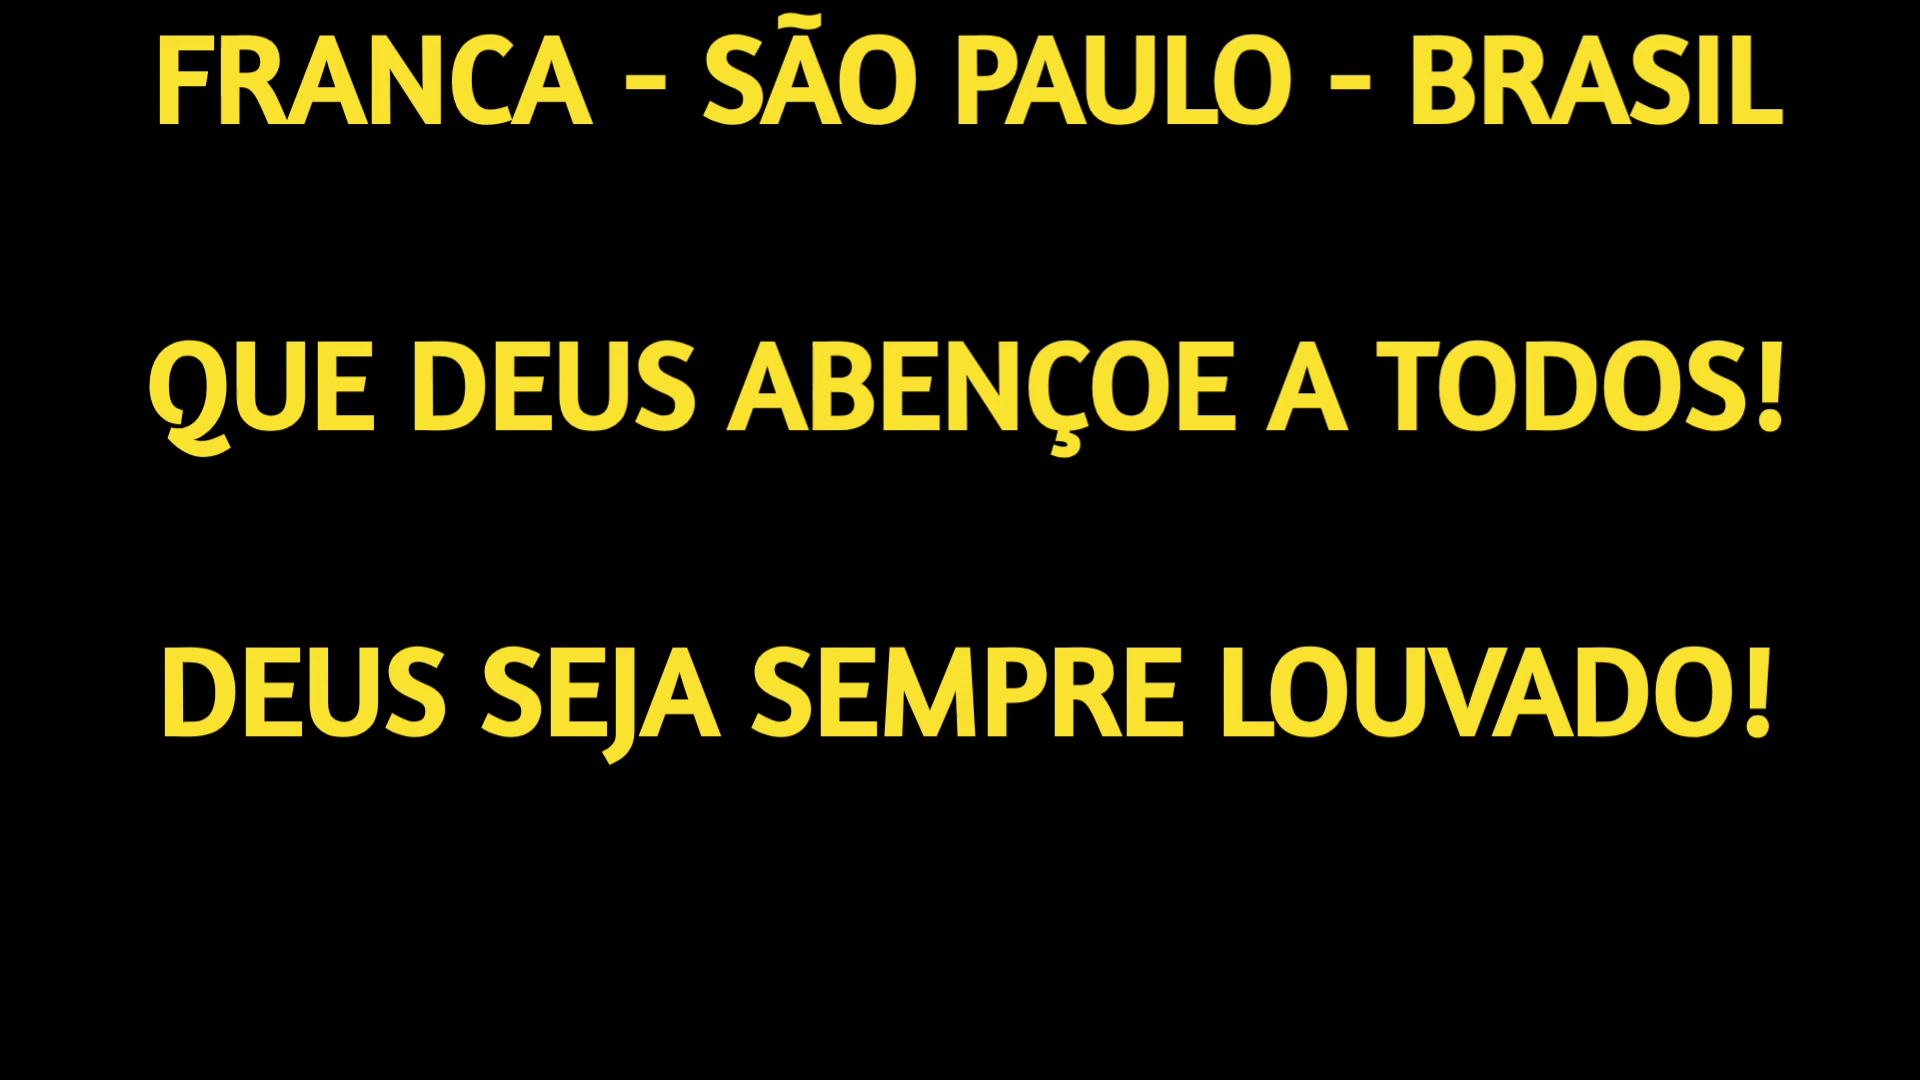 FRANCA - SÃO PAULO - BRASIL
QUE DEUS ABENÇOE A TODOS!
DEUS SEJA SEMPRE LOUVADO!